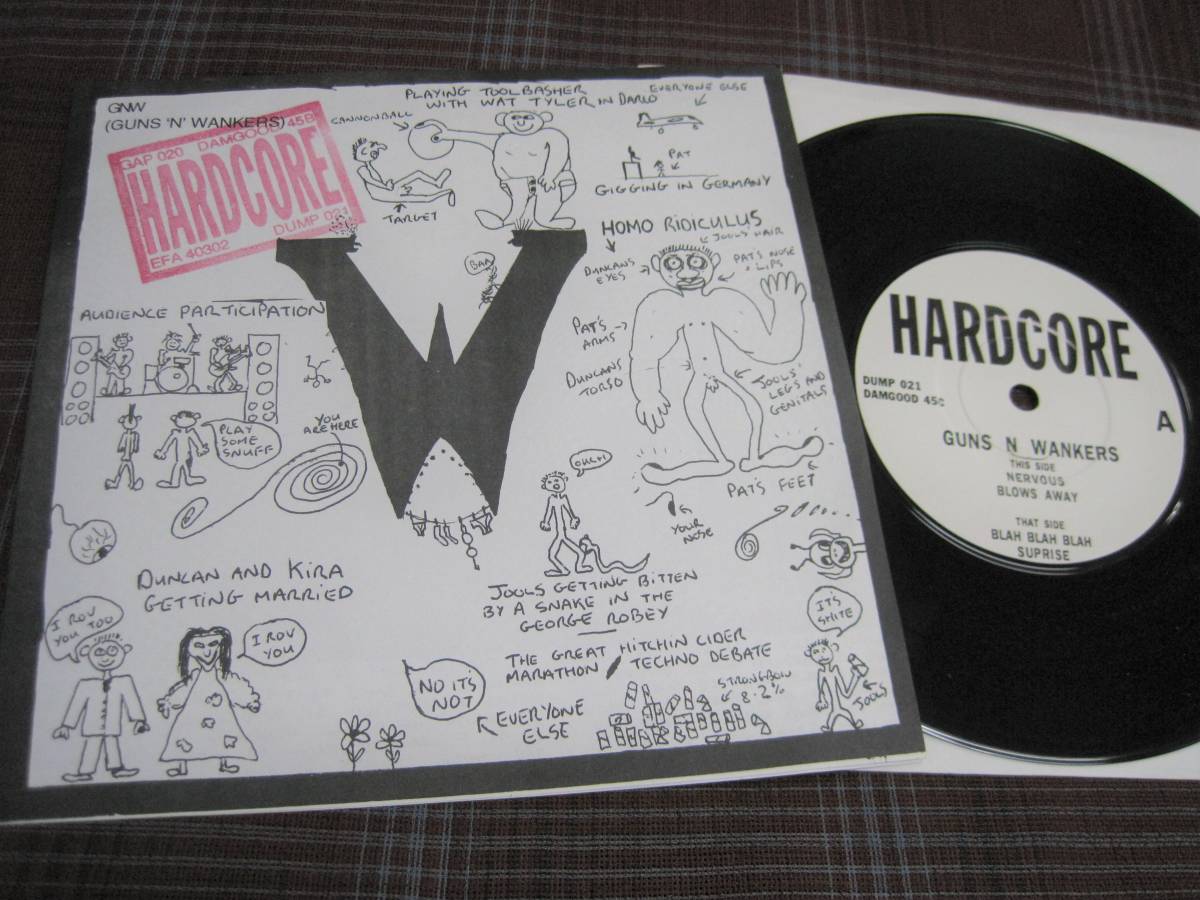 GNW
(GUNS 'N' WANKERS)
GAP 020 DAMGOOD 45B
HARDCORE
EFA 40302 DUMP 021
PLAYING TOOLBASHER
WITH WAT TYLER IN DARLO
CANNONBALL
TARGET
EVERYONE ELSE
PAT
GIGGING IN GERMANY
HOMO RIDICULUS
JOOLS HAIR
DUNCANS
EYES
PAT'S NOSE
+ LIPS
PAT'S
ARMS
DUNCANS
TORSO
JOOLS'
LEGS AND
GENITALS
PAT'S FEET
YOUR
NOSE
BAA
W
AUDIENCE PARTICIPATION
PLAY
SOME
SNUFF
YOU
ARE HERE
OUCH
DUNCAN AND KIRA
GETTING MARRIED
I ROV
YOU TOO
I ROV
YOU
JOOLS GETTING BITTEN
BY A SNAKE IN THE
GEORGE ROBEY
THE GREAT HITCHIN CIDER
MARATHON / TECHNO DEBATE
STRONGBOW
8.2%
NO IT'S
NOT
EVERYONE
ELSE
IT'S
SHITE
JOOLS
HARDCORE
DUMP 021
DAMGOOD 45C
A
GUNS N WANKERS
THIS SIDE
NERVOUS
BLOWS AWAY
THAT SIDE
BLAH BLAH BLAH
SUPRISE